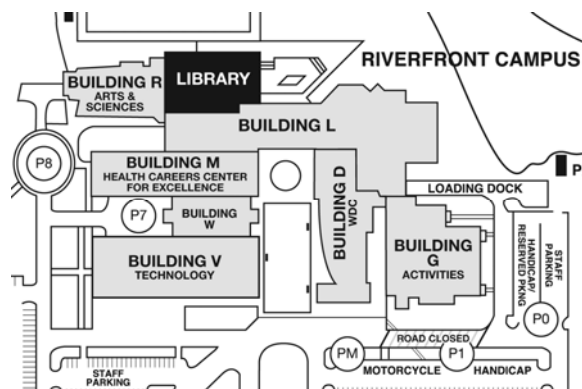 RIVERFRONT CAMPUS
LIBRARY
BUILDING R
ARTS &
SCIENCES
BUILDING L
P8
BUILDING M
HEALTH CAREERS CENTER
FOR EXCELLENCE
BUILDING D
WDC
LOADING DOCK
P
P7
BUILDING
W
BUILDING
G
ACTIVITIES
HANDICAP/
RESERVED PKNG
STAFF
PARKING
BUILDING V
TECHNOLOGY
P0
ROAD CLOSED
PM
P1
MOTORCYCLE
HANDICAP
STAFF
PARKING